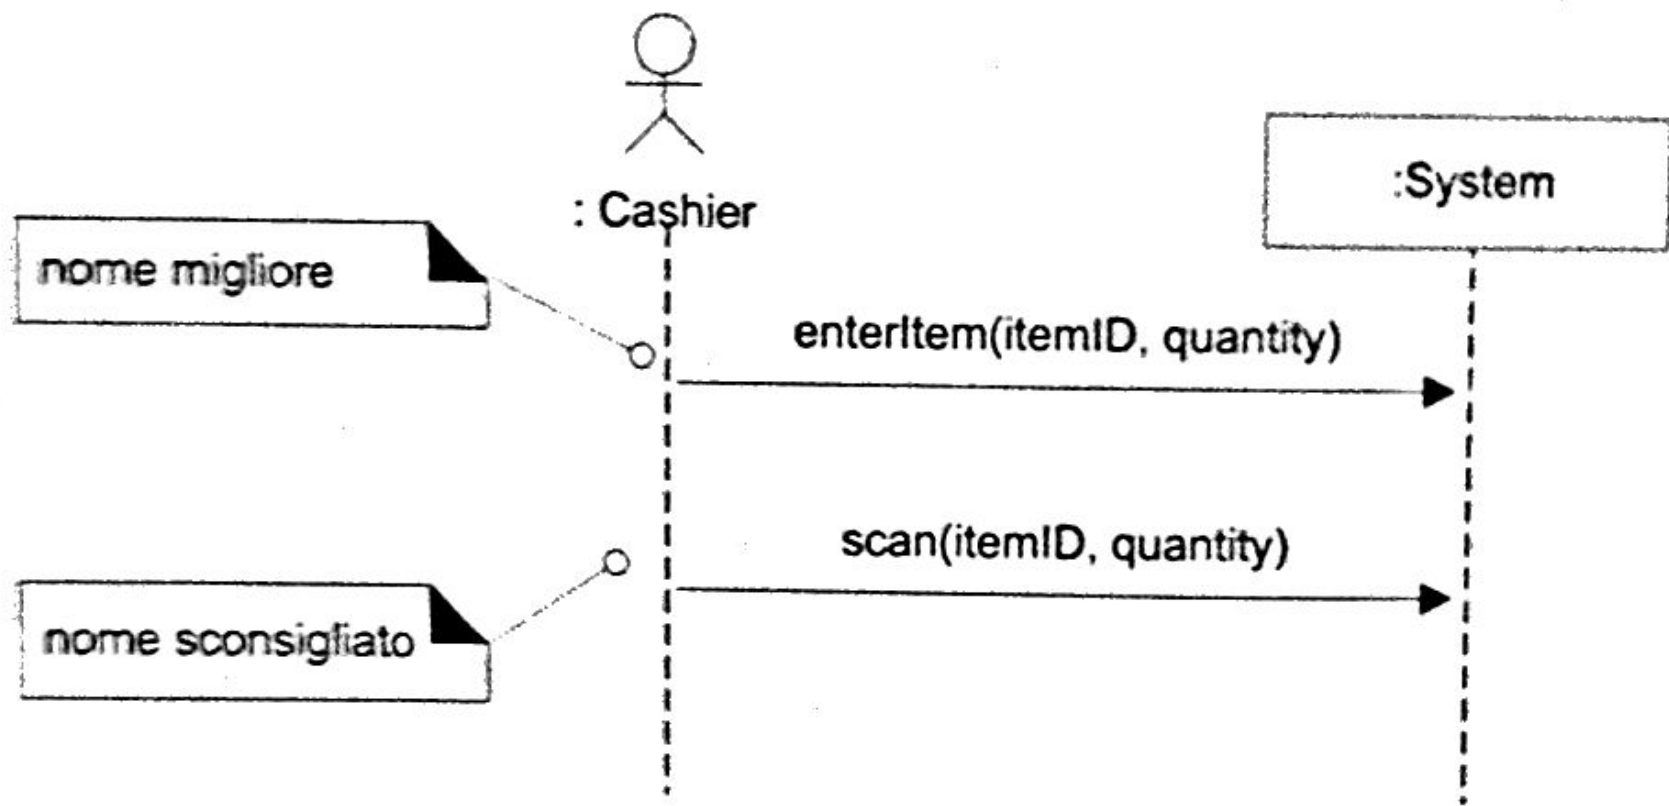 : Cashier
:System
nome migliore
enterItem(itemID, quantity)
scan(itemID, quantity)
nome sconsigliato